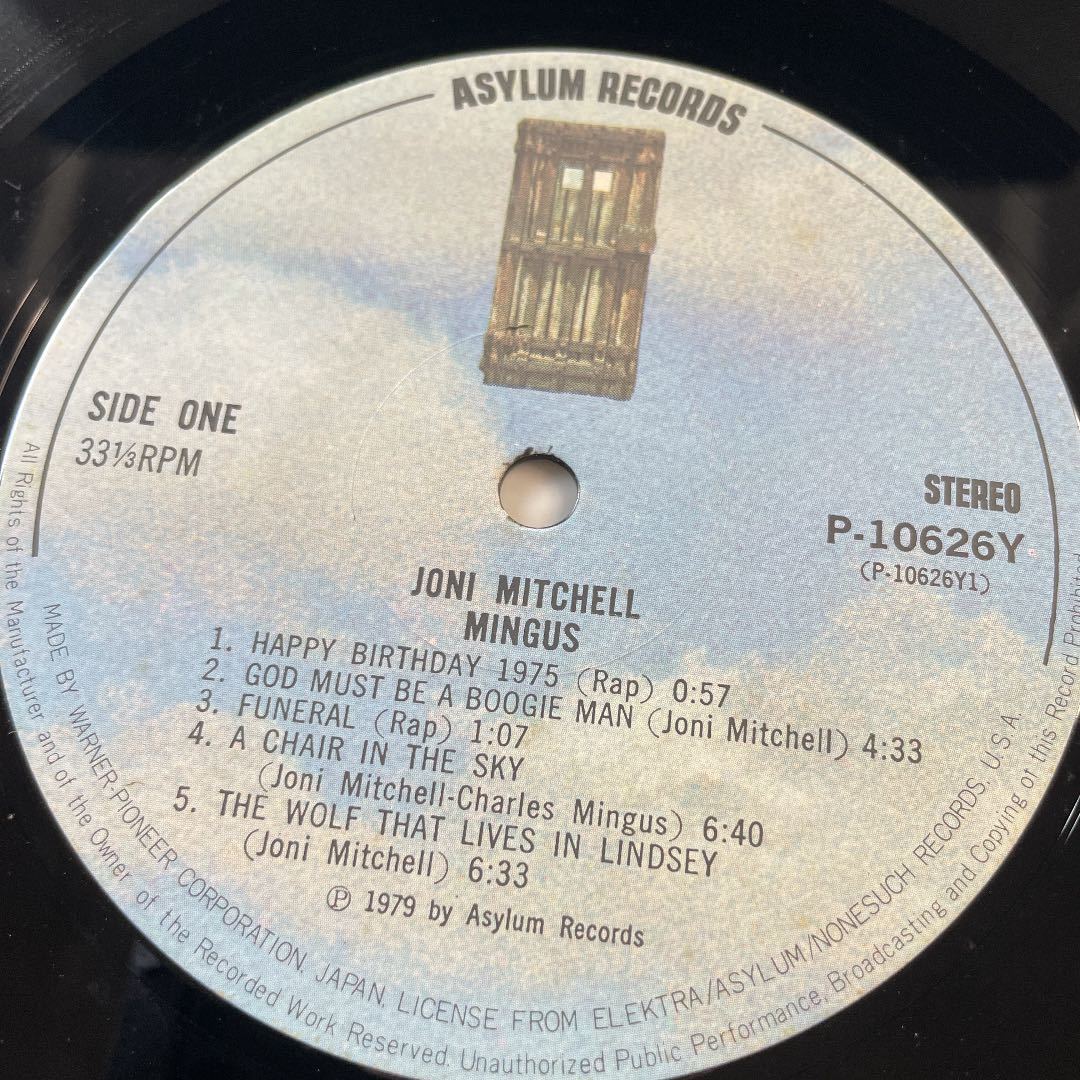 ASYLUM RECORDS
SIDE ONE
33⅓RPM
STEREO
P-10626Y
(P-10626Y1)
JONI MITCHELL
MINGUS
1. HAPPY BIRTHDAY 1975 (Rap) 0:57
2. GOD MUST BE A BOOGIE MAN (Joni Mitchell) 4:33
3. FUNERAL (Rap) 1:07
4. A CHAIR IN THE SKY
(Joni Mitchell-Charles Mingus) 6:40
5. THE WOLF THAT LIVES IN LINDSEY
(Joni Mitchell) 6:33
Ⓟ 1979 by Asylum Records
MADE BY WARNER-PIONEER CORPORATION. JAPAN. LICENSE FROM ELEKTRA/ASYLUM/NONESUCH RECORDS. U.S.A.
All Rights of the Manufacturer and of the Owner of the Recorded Work Reserved. Unauthorized Public Performance, Broadcasting and Copying of this Record Prohibited